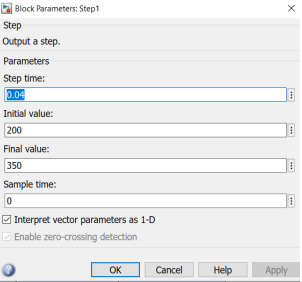 Block Parameters: Step1
Step
Output a step.
Parameters
Step time:
0.04
Initial value:
200
Final value:
350
Sample time:
0
Interpret vector parameters as 1-D
Enable zero-crossing detection
OK Cancel Help Apply